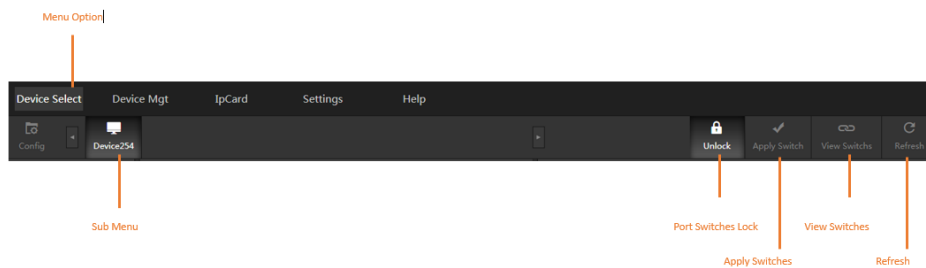 Menu Option
Device Select Device Mgt IpCard Settings Help
Config Device254 Unlock Apply Switch View Switchs Refresh
Sub Menu Port Switches Lock View Switches
Apply Switches Refresh